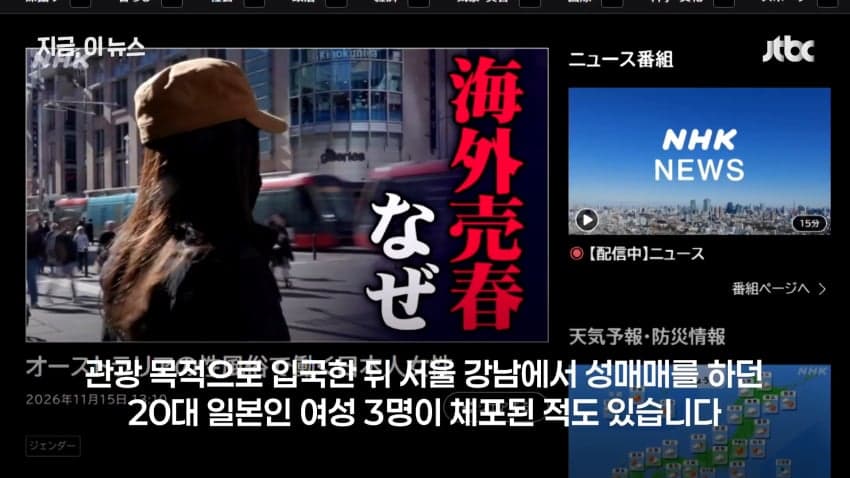 지금, 이 뉴스
NHK
jtbc
海外売春
なぜ
galleries
ニュース番組
NHK
NEWS
15分
【配信中】ニュース
番組ページへ
天気予報・防災情報
NHK
관광 목적으로 입국한 뒤 서울 강남에서 성매매를 하던
20대 일본인 여성 3명이 체포된 적도 있습니다
2026年11月15日
ジェンダー